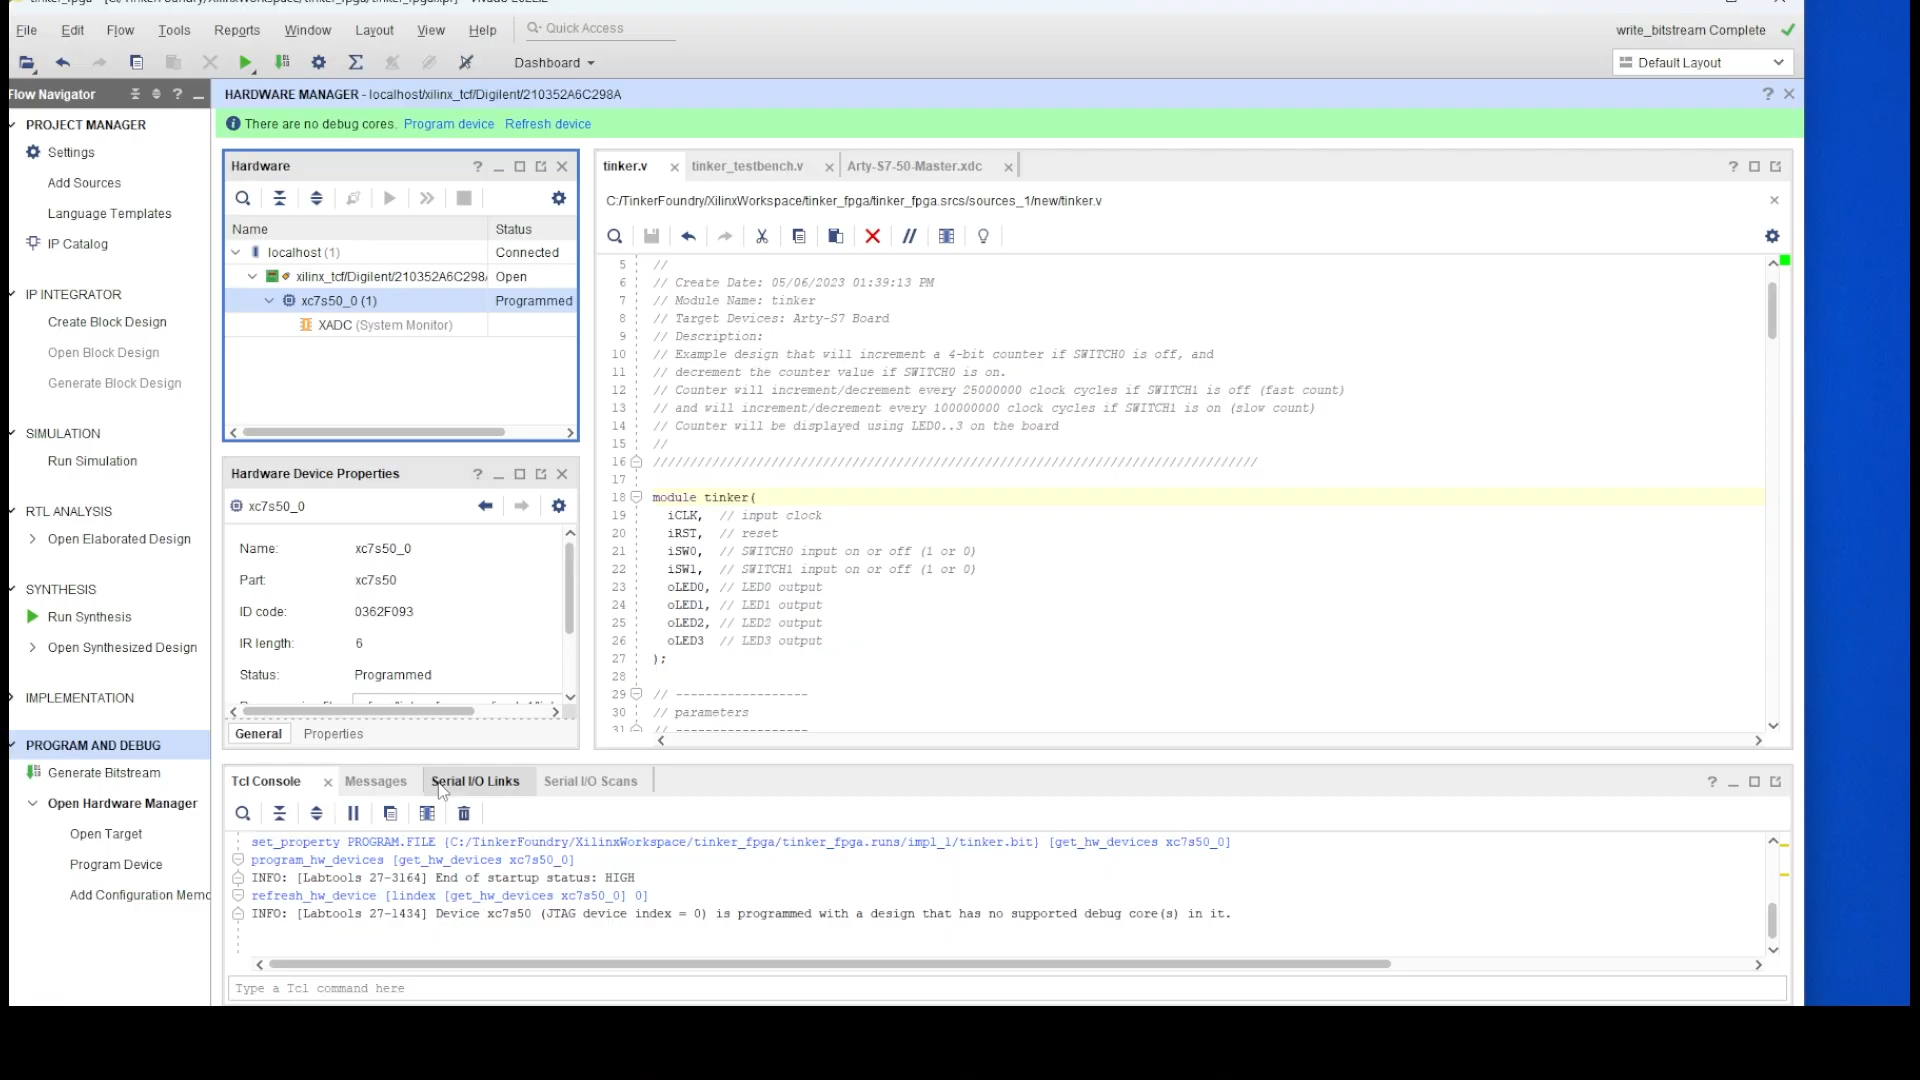 File Edit Flow Tools Reports Window Layout View Help Quick Access write_bitstream Complete
Dashboard Default Layout
Flow Navigator ? _
HARDWARE MANAGER - localhost/xilinx_tcf/Digilent/210352A6C298A
There are no debug cores. Program device Refresh device
PROJECT MANAGER
Settings
Add Sources
Language Templates
IP Catalog
IP INTEGRATOR
Create Block Design
Open Block Design
Generate Block Design
SIMULATION
Run Simulation
RTL ANALYSIS
Open Elaborated Design
SYNTHESIS
Run Synthesis
Open Synthesized Design
IMPLEMENTATION
PROGRAM AND DEBUG
Generate Bitstream
Open Hardware Manager
Open Target
Program Device
Add Configuration Memo
Hardware
Name Status
localhost (1) Connected
xilinx_tcf/Digilent/210352A6C298A Open
xc7s50_0 (1) Programmed
XADC (System Monitor)
Hardware Device Properties
xc7s50_0
Name: xc7s50_0
Part: xc7s50
ID code: 0362F093
IR length: 6
Status: Programmed
General Properties
tinker.v tinker_testbench.v Arty-S7-50-Master.xdc
C:/TinkerFoundry/XilinxWorkspace/tinker_fpga/tinker_fpga.srcs/sources_1/new/tinker.v
5 //
6 // Create Date: 05/06/2023 01:39:13 PM
7 // Module Name: tinker
8 // Target Devices: Arty-S7 Board
9 // Description:
10 // Example design that will increment a 4-bit counter if SWITCH0 is off, and
11 // decrement the counter value if SWITCH0 is on.
12 // Counter will increment/decrement every 25000000 clock cycles if SWITCH1 is off (fast count)
13 // and will increment/decrement every 100000000 clock cycles if SWITCH1 is on (slow count)
14 // Counter will be displayed using LED0..3 on the board
15 //
16 //////////////////////////////////////////////////////////////////////////////////
17
18 module tinker(
19 iCLK, // input clock
20 iRST, // reset
21 iSW0, // SWITCH0 input on or off (1 or 0)
22 iSW1, // SWITCH1 input on or off (1 or 0)
23 oLED0, // LED0 output
24 oLED1, // LED1 output
25 oLED2, // LED2 output
26 oLED3 // LED3 output
27 );
28
29 // ------------------
30 // parameters
31 // ------------------
Tcl Console Messages Serial I/O Links Serial I/O Scans
set_property PROGRAM.FILE {C:/TinkerFoundry/XilinxWorkspace/tinker_fpga/tinker_fpga.runs/impl_1/tinker.bit} [get_hw_devices xc7s50_0]
program_hw_devices [get_hw_devices xc7s50_0]
INFO: [Labtools 27-3164] End of startup status: HIGH
refresh_hw_device [lindex [get_hw_devices xc7s50_0] 0]
INFO: [Labtools 27-1434] Device xc7s50 (JTAG device index = 0) is programmed with a design that has no supported debug core(s) in it.
Type a Tcl command here